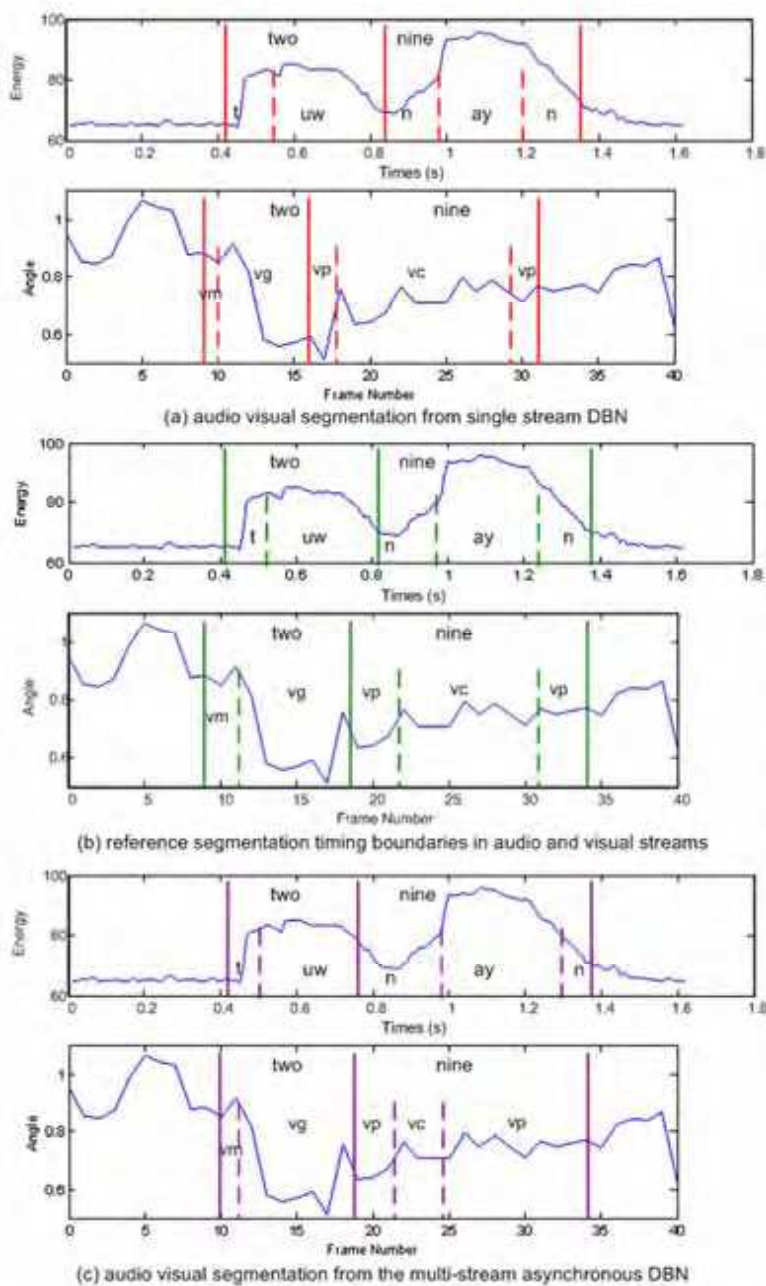 two nine
100
80
60
Energy
t uw n ay n
0 0.2 0.4 0.6 0.8 1 1.2 1.4 1.6 1.8
Times (s)
two nine
1
0.8
0.6
Angle
vm vg vp vc vp
0 5 10 15 20 25 30 35 40
Frame Number
(a) audio visual segmentation from single stream DBN
two nine
100
80
60
Energy
t uw n ay n
0 0.2 0.4 0.6 0.8 1 1.2 1.4 1.6 1.8
Times (s)
two nine
1
0.8
0.6
Angle
vm vg vp vc vp
0 5 10 15 20 25 30 35 40
Frame Number
(b) reference segmentation timing boundaries in audio and visual streams
two nine
100
80
60
Energy
t uw n ay n
0 0.2 0.4 0.6 0.8 1 1.2 1.4 1.6 1.8
Times (s)
two nine
1
0.8
0.6
Angle
vm vg vp vc vp
0 5 10 15 20 25 30 35 40
Frame Number
(c) audio visual segmentation from the multi-stream asynchronous DBN